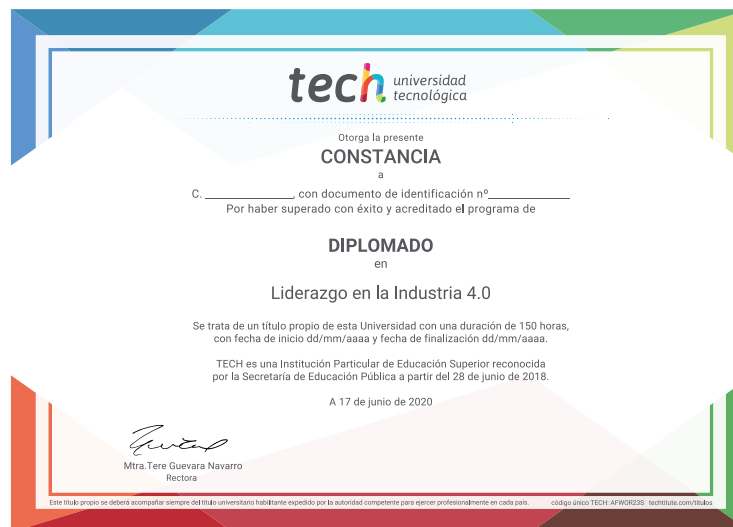 tech universidad
tecnológica
Otorga la presente
CONSTANCIA
a
C. ______________, con documento de identificación nº______________
Por haber superado con éxito y acreditado el programa de
DIPLOMADO
en
Liderazgo en la Industria 4.0
Se trata de un título propio de esta Universidad con una duración de 150 horas,
con fecha de inicio dd/mm/aaaa y fecha de finalización dd/mm/aaaa.
TECH es una Institución Particular de Educación Superior reconocida
por la Secretaría de Educación Pública a partir del 28 de junio de 2018.
A 17 de junio de 2020
Mtra.Tere Guevara Navarro
Rectora
Este título propio se deberá acompañar siempre del título universitario habilitante expedido por la autoridad competente para ejercer profesionalmente en cada país. código único TECH: AFWOR23S techtitute.com/titulos